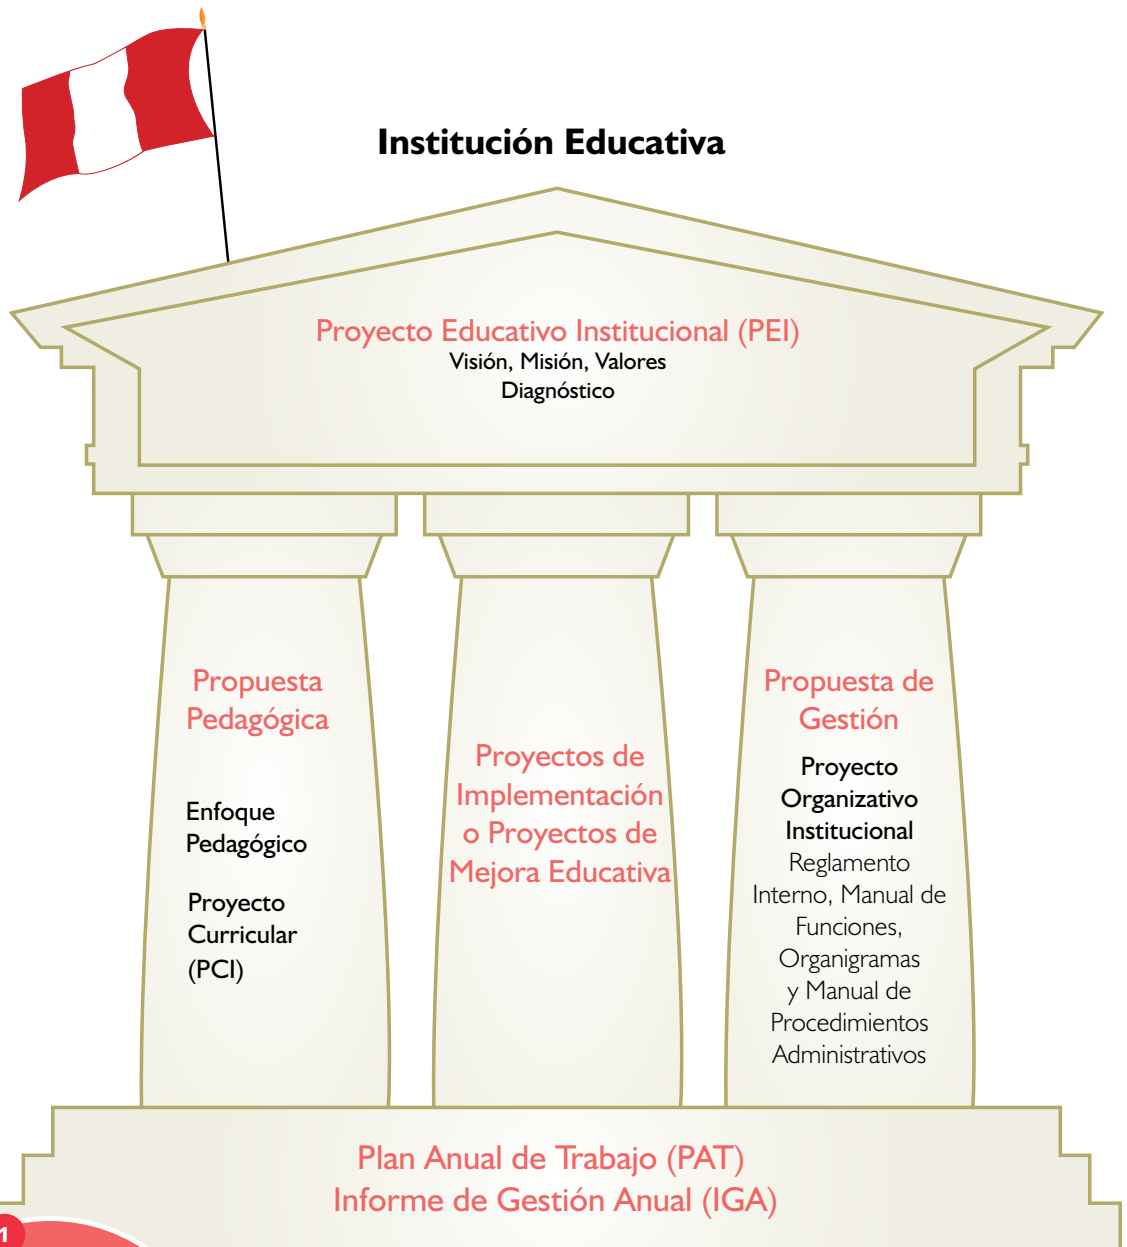 Institución Educativa
Proyecto Educativo Institucional (PEI)
Visión, Misión, Valores
Diagnóstico
Propuesta
Pedagógica
Enfoque
Pedagógico
Proyecto
Curricular
(PCI)
Proyectos de
Implementación
o Proyectos de
Mejora Educativa
Propuesta de
Gestión
Proyecto
Organizativo
Institucional
Reglamento
Interno, Manual de
Funciones,
Organigramas
y Manual de
Procedimientos
Administrativos
Plan Anual de Trabajo (PAT)
Informe de Gestión Anual (IGA)
1